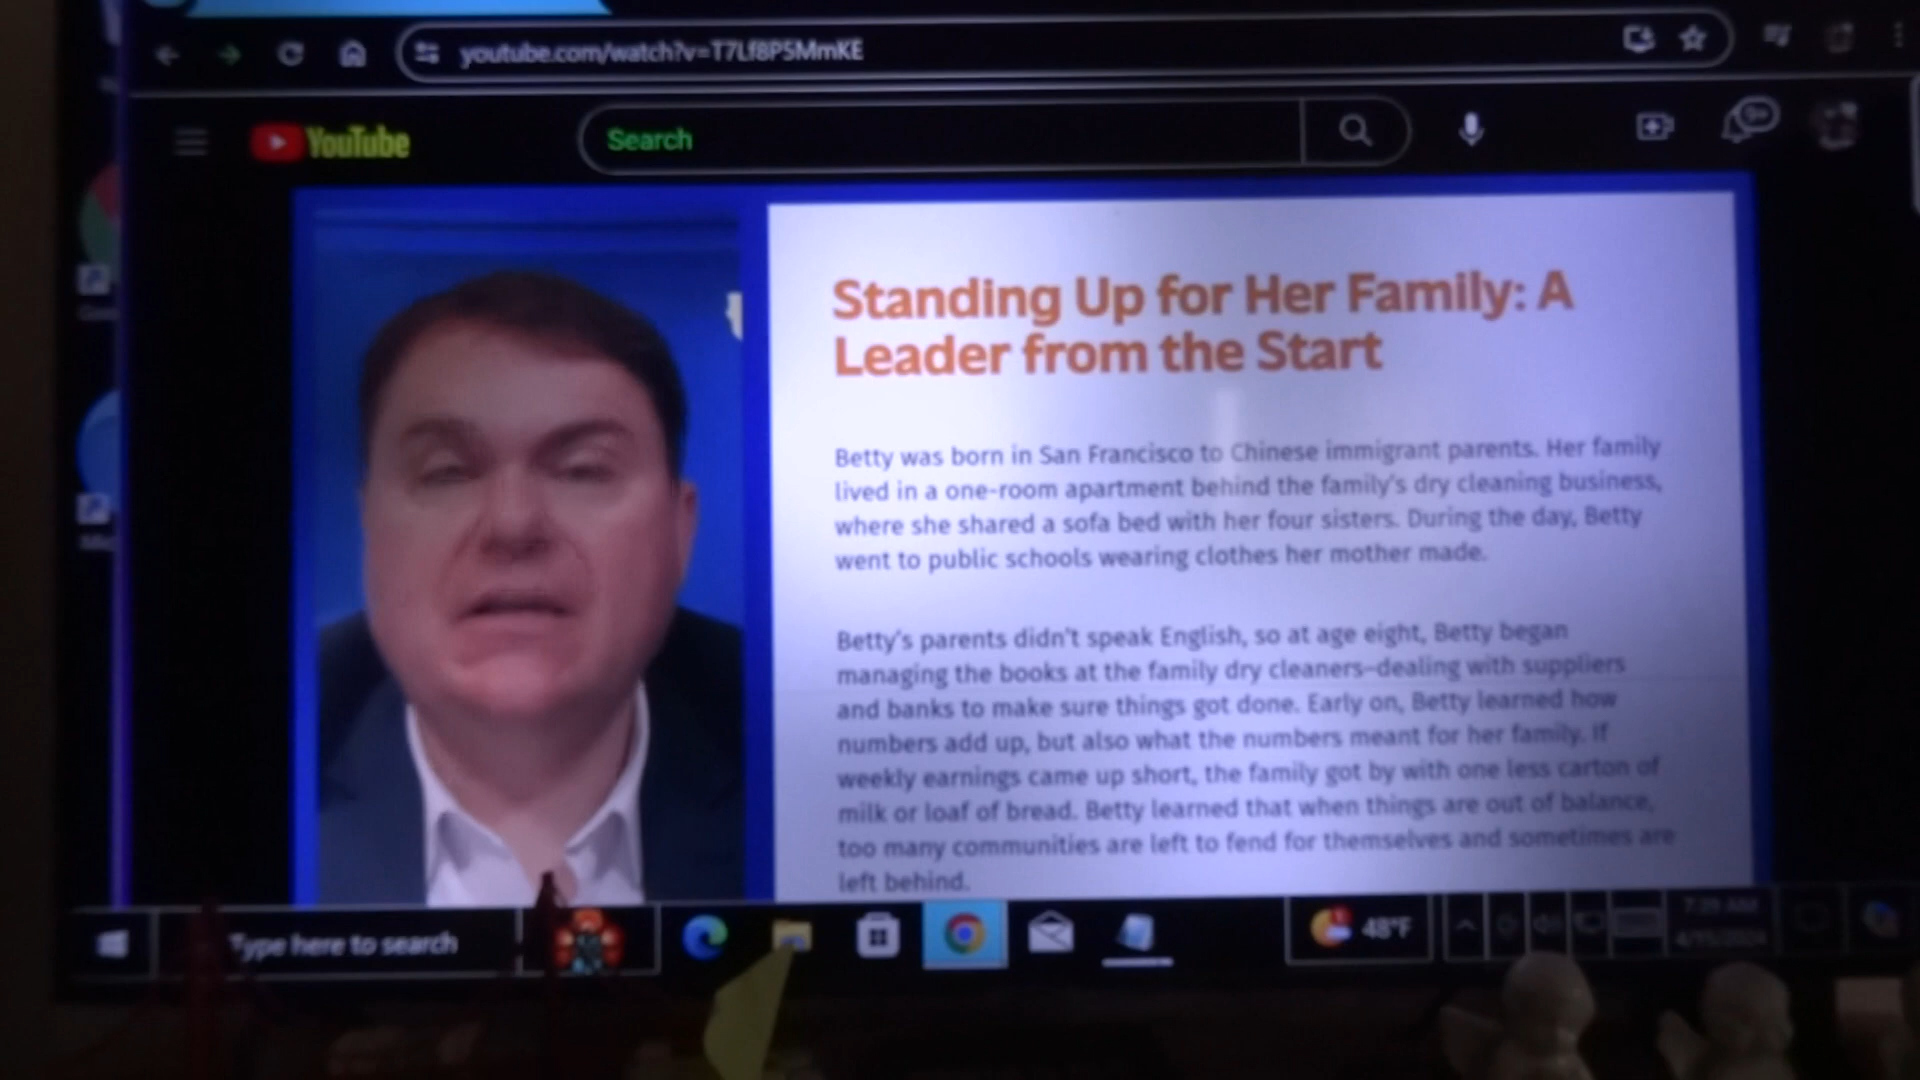 youtube.com/watch?v=T7Lf8P5MmKE
YouTube
Search
9+
Standing Up for Her Family: A
Leader from the Start
Betty was born in San Francisco to Chinese immigrant parents. Her family
lived in a one-room apartment behind the family's dry cleaning business,
where she shared a sofa bed with her four sisters. During the day, Betty
went to public schools wearing clothes her mother made.
Betty's parents didn't speak English, so at age eight, Betty began
managing the books at the family dry cleaners–dealing with suppliers
and banks to make sure things got done. Early on, Betty learned how
numbers add up, but also what the numbers meant for her family. If
weekly earnings came up short, the family got by with one less carton of
milk or loaf of bread. Betty learned that when things are out of balance,
too many communities are left to fend for themselves and sometimes are
left behind.
Type here to search
48°F